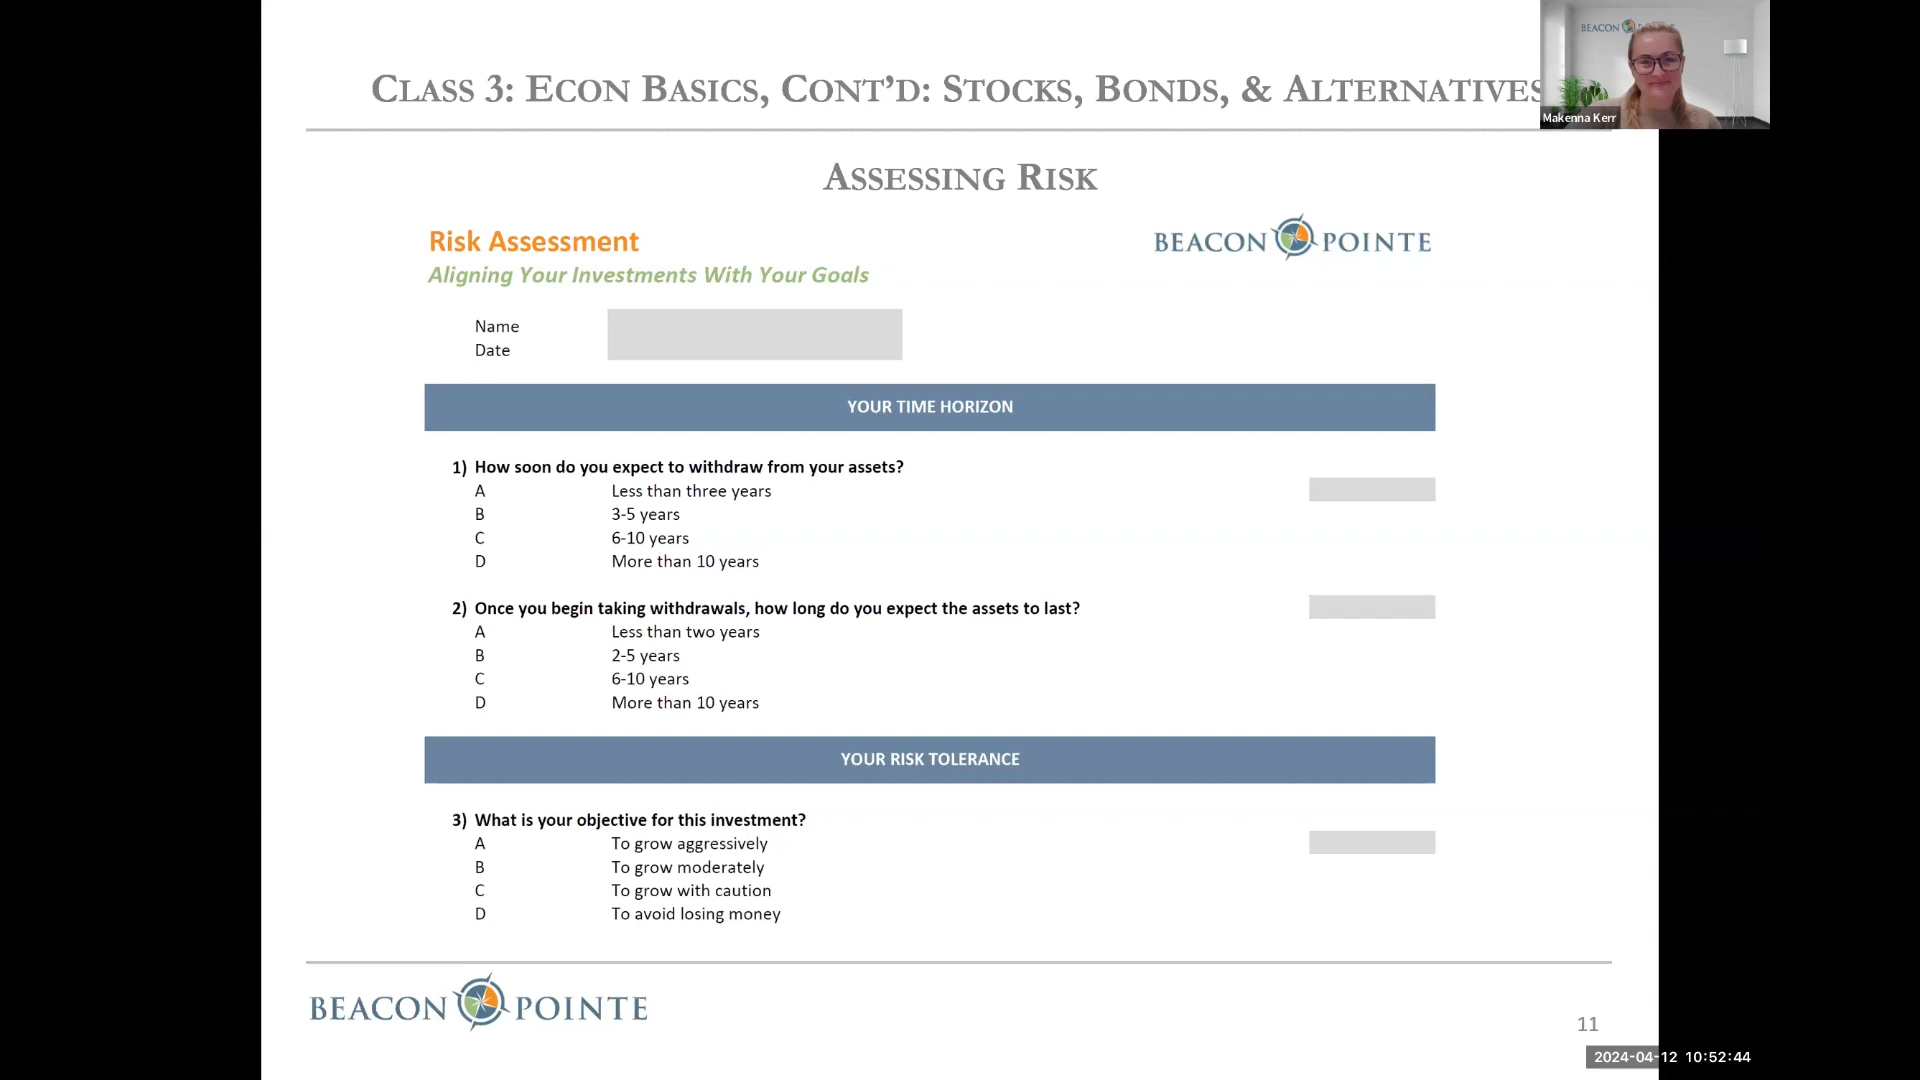 BEACON
CLASS 3: ECON BASICS, CONT’D: STOCKS, BONDS, & ALTERNATIVES
Makenna Kerr
ASSESSING RISK
Risk Assessment
BEACON POINTE
Aligning Your Investments With Your Goals
Name
Date
YOUR TIME HORIZON
1) How soon do you expect to withdraw from your assets?
A Less than three years
B 3-5 years
C 6-10 years
D More than 10 years
2) Once you begin taking withdrawals, how long do you expect the assets to last?
A Less than two years
B 2-5 years
C 6-10 years
D More than 10 years
YOUR RISK TOLERANCE
3) What is your objective for this investment?
A To grow aggressively
B To grow moderately
C To grow with caution
D To avoid losing money
BEACON POINTE
11
2024-04-12 10:52:44